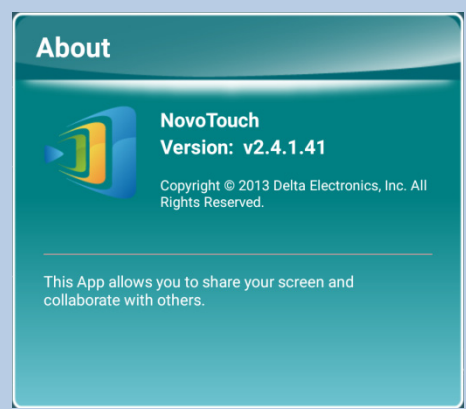 About
NovoTouch
Version: v2.4.1.41
Copyright © 2013 Delta Electronics, Inc. All
Rights Reserved.
This App allows you to share your screen and
collaborate with others.